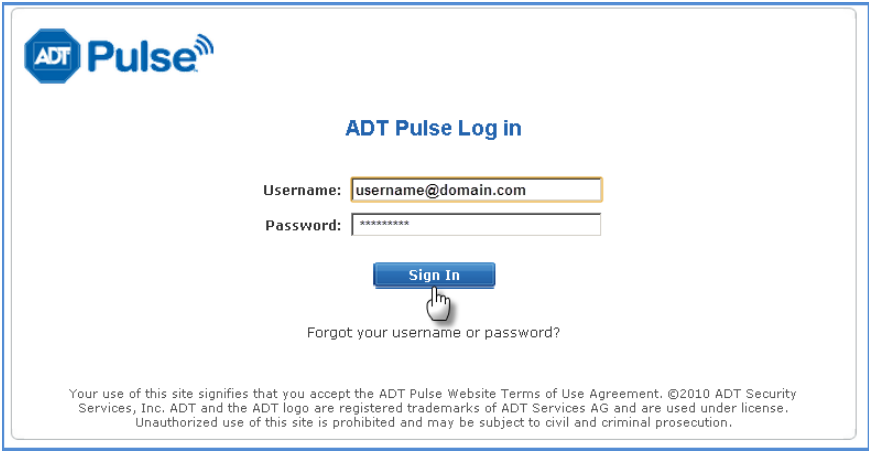 ADT Pulse
ADT Pulse Log in
Username: username@domain.com
Password: *********
Sign In
Forgot your username or password?
Your use of this site signifies that you accept the ADT Pulse Website Terms of Use Agreement. ©2010 ADT Security
Services, Inc. ADT and the ADT logo are registered trademarks of ADT Services AG and are used under license.
Unauthorized use of this site is prohibited and may be subject to civil and criminal prosecution.